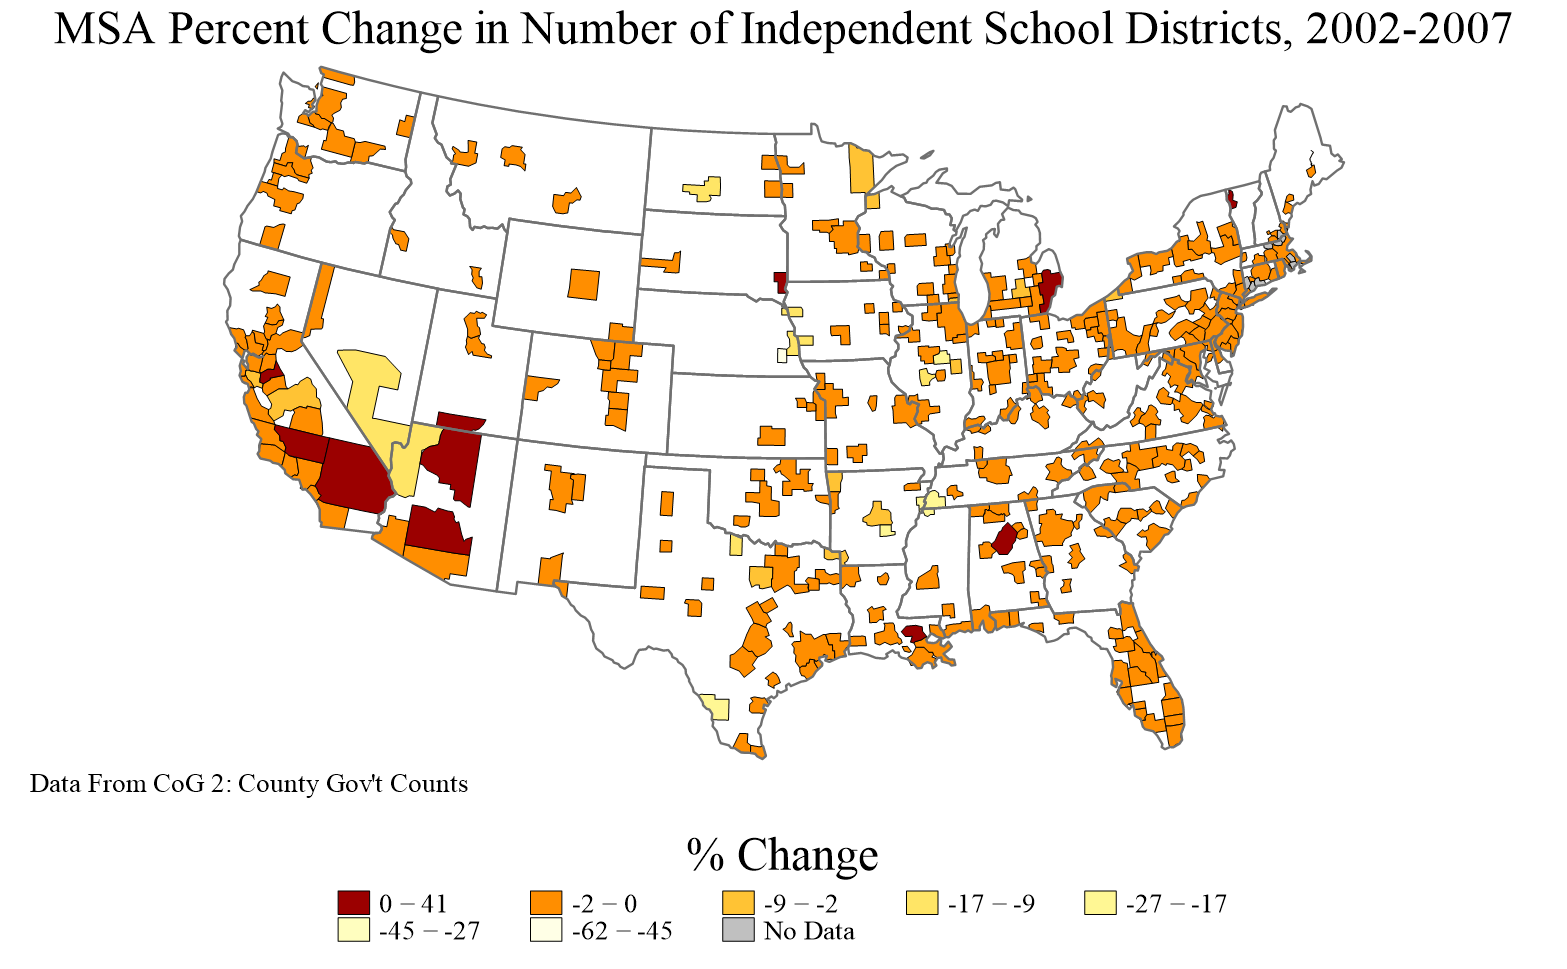 MSA Percent Change in Number of Independent School Districts, 2002-2007
Data From CoG 2: County Gov't Counts
% Change
0 – 41
-2 – 0
-9 – -2
-17 – -9
-27 – -17
-45 – -27
-62 – -45
No Data